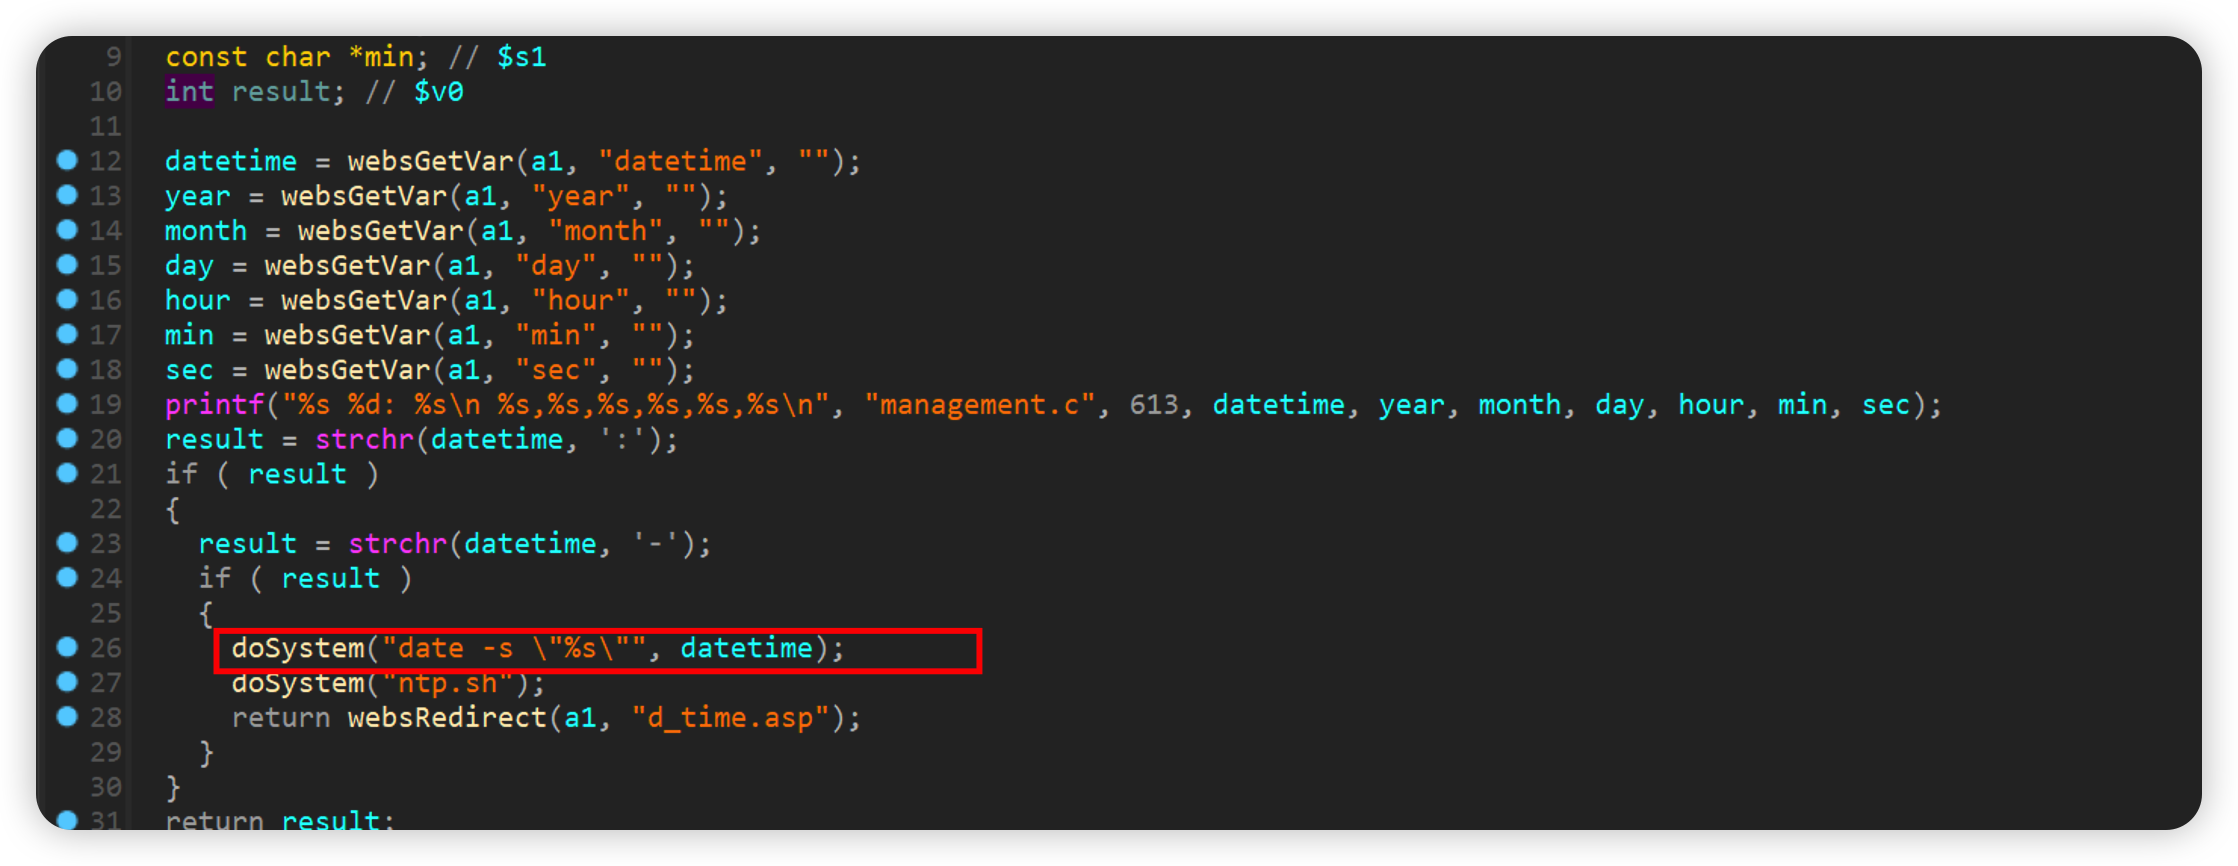 9 const char *min; // $s1
10 int result; // $v0
11
12 datetime = websGetVar(a1, "datetime", "");
13 year = websGetVar(a1, "year", "");
14 month = websGetVar(a1, "month", "");
15 day = websGetVar(a1, "day", "");
16 hour = websGetVar(a1, "hour", "");
17 min = websGetVar(a1, "min", "");
18 sec = websGetVar(a1, "sec", "");
19 printf("%s %d: %s\n %s,%s,%s,%s,%s,%s\n", "management.c", 613, datetime, year, month, day, hour, min, sec);
20 result = strchr(datetime, ':');
21 if ( result )
22 {
23 result = strchr(datetime, '-');
24 if ( result )
25 {
26 doSystem("date -s \"%s\"", datetime);
27 doSystem("ntp.sh");
28 return websRedirect(a1, "d_time.asp");
29 }
30 }
31 return result;